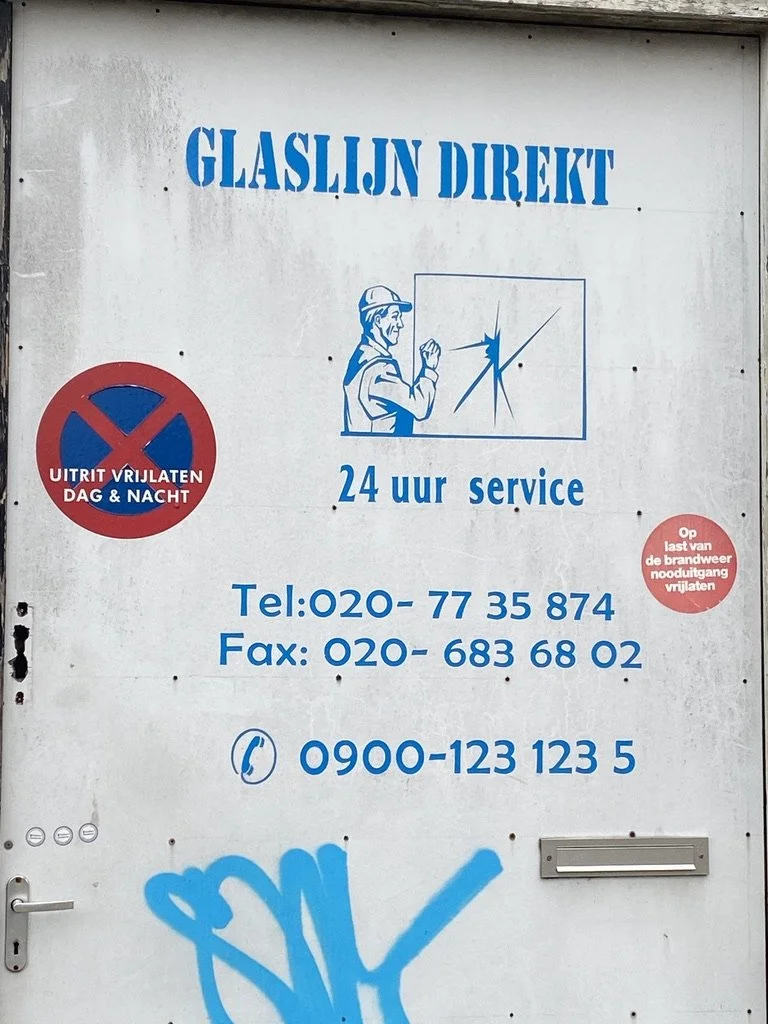 GLASLIJN DIREKT
24 uur service
UITRIT VRIJLATEN
DAG & NACHT
Op
last van
de brandweer
nooduitgang
vrijlaten
Tel:020- 77 35 874
Fax: 020- 683 68 02
0900-123 123 5